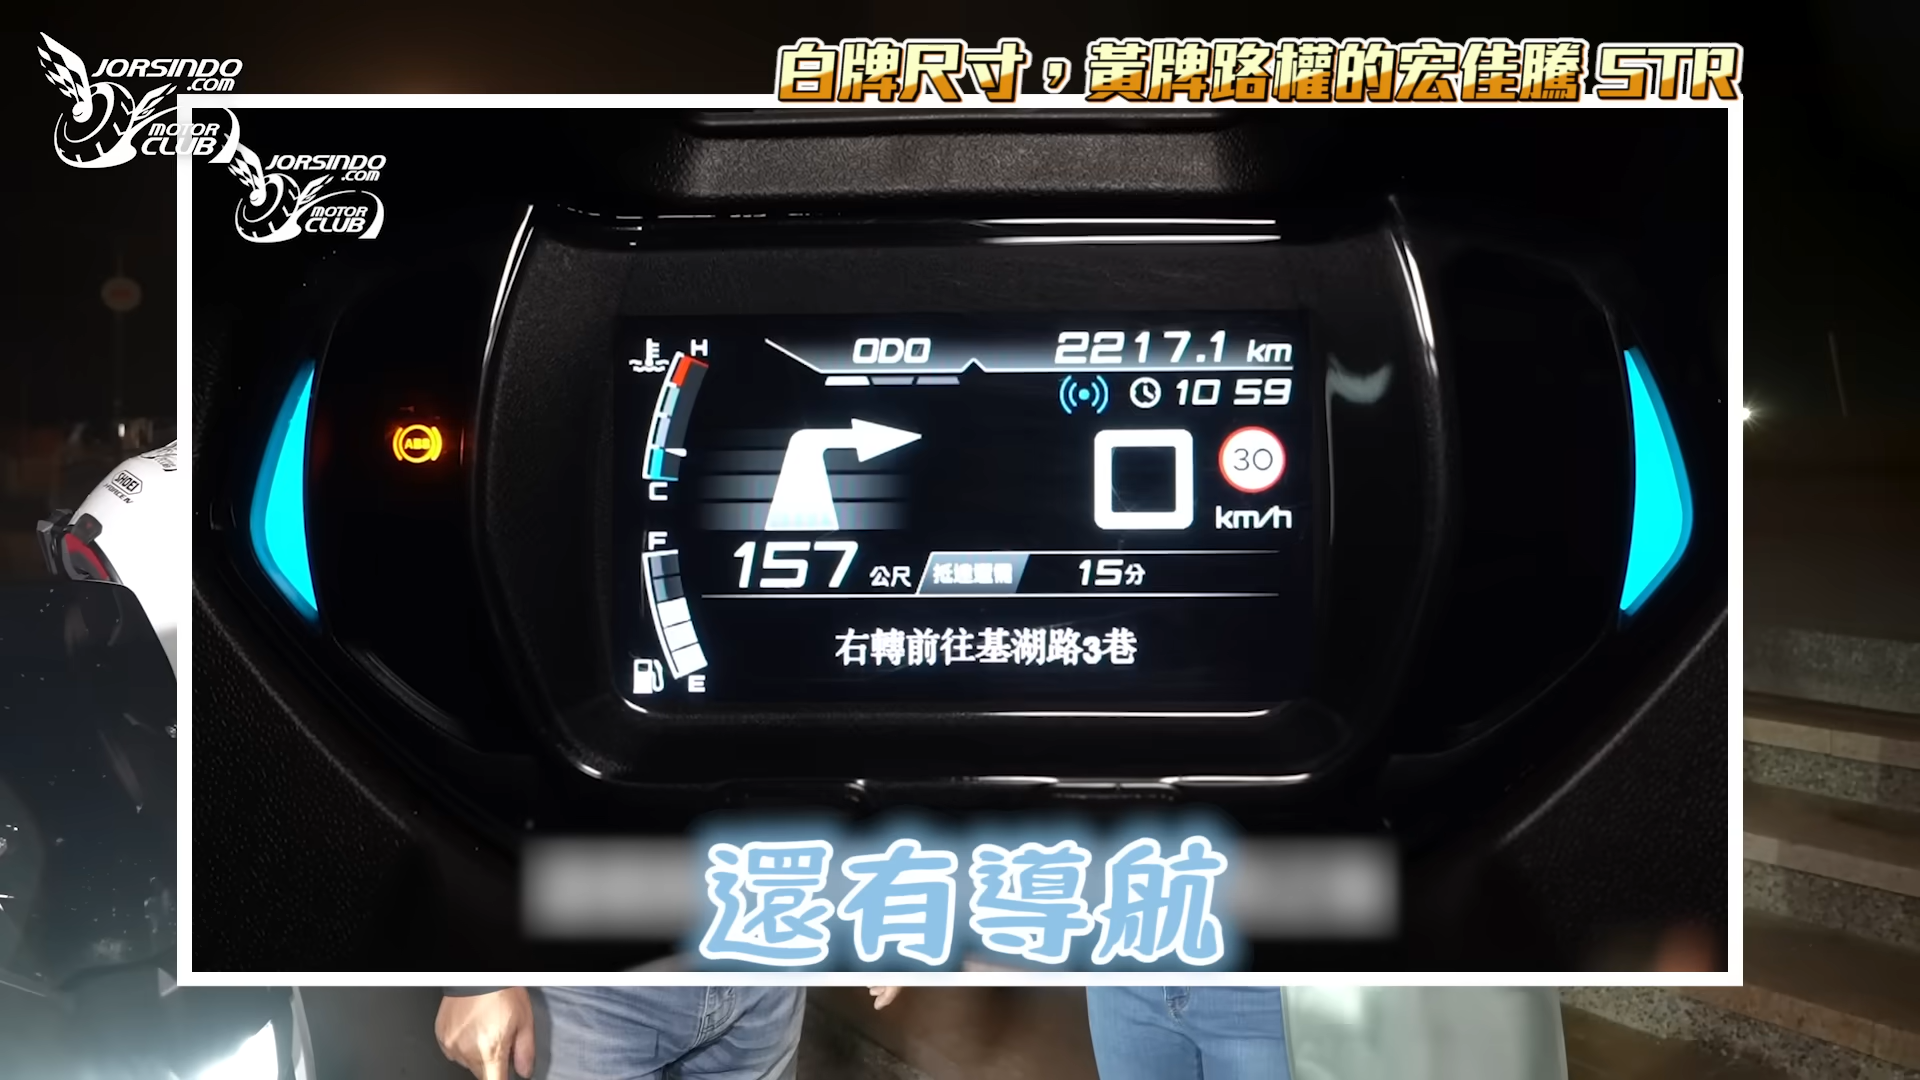 JORSINDO
.COM
MOTOR
CLUB
白牌尺寸，黃牌路權的宏佳騰 STR
JORSINDO
.COM
MOTOR
CLUB
H
ODO
2217.1 km
10 59
ABS
30
C
km/h
F
157 公尺
15分
右轉前往基湖路3巷
E
SHOEI
還有導航